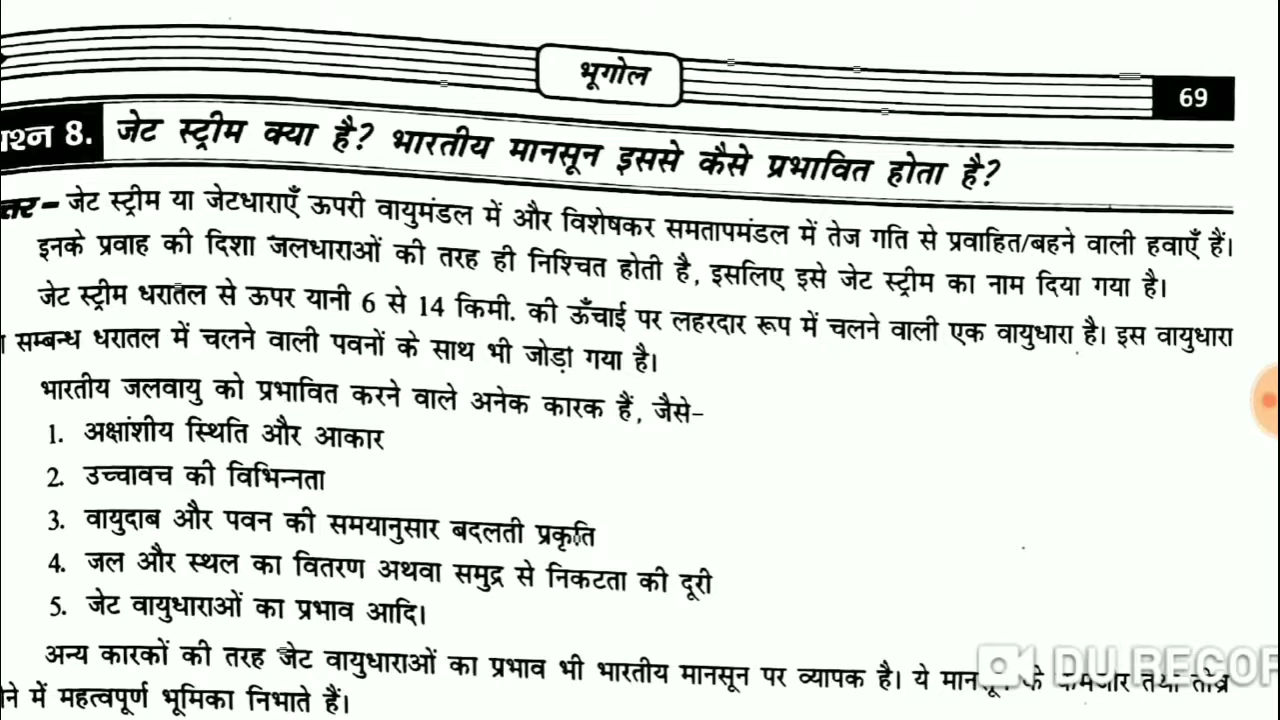 भूगोल
69
प्रश्न 8. जेट स्ट्रीम क्या है? भारतीय मानसून इससे कैसे प्रभावित होता है?
जेट स्ट्रीम या जेटधाराएँ ऊपरी वायुमंडल में और विशेषकर समतापमंडल में तेज गति से प्रवाहित/बहने वाली हवाएँ हैं।
इनके प्रवाह की दिशा जलधाराओं की तरह ही निश्चित होती है, इसलिए इसे जेट स्ट्रीम का नाम दिया गया है।
जेट स्ट्रीम धरातल से ऊपर यानी 6 से 14 किमी. की ऊँचाई पर लहरदार रूप में चलने वाली एक वायुधारा है। इस वायुधारा
सम्बन्ध धरातल में चलने वाली पवनों के साथ भी जोड़ा गया है।
भारतीय जलवायु को प्रभावित करने वाले अनेक कारक हैं, जैसे–
1. अक्षांशीय स्थिति और आकार
2. उच्चावच की विभिन्नता
3. वायुदाब और पवन की समयानुसार बदलती प्रकृति
4. जल और स्थल का वितरण अथवा समुद्र से निकटता की दूरी
5. जेट वायुधाराओं का प्रभाव आदि।
अन्य कारकों की तरह जेट वायुधाराओं का प्रभाव भी भारतीय मानसून पर व्यापक है। ये तथा
में महत्वपूर्ण भूमिका निभाते हैं।
DU RECOR